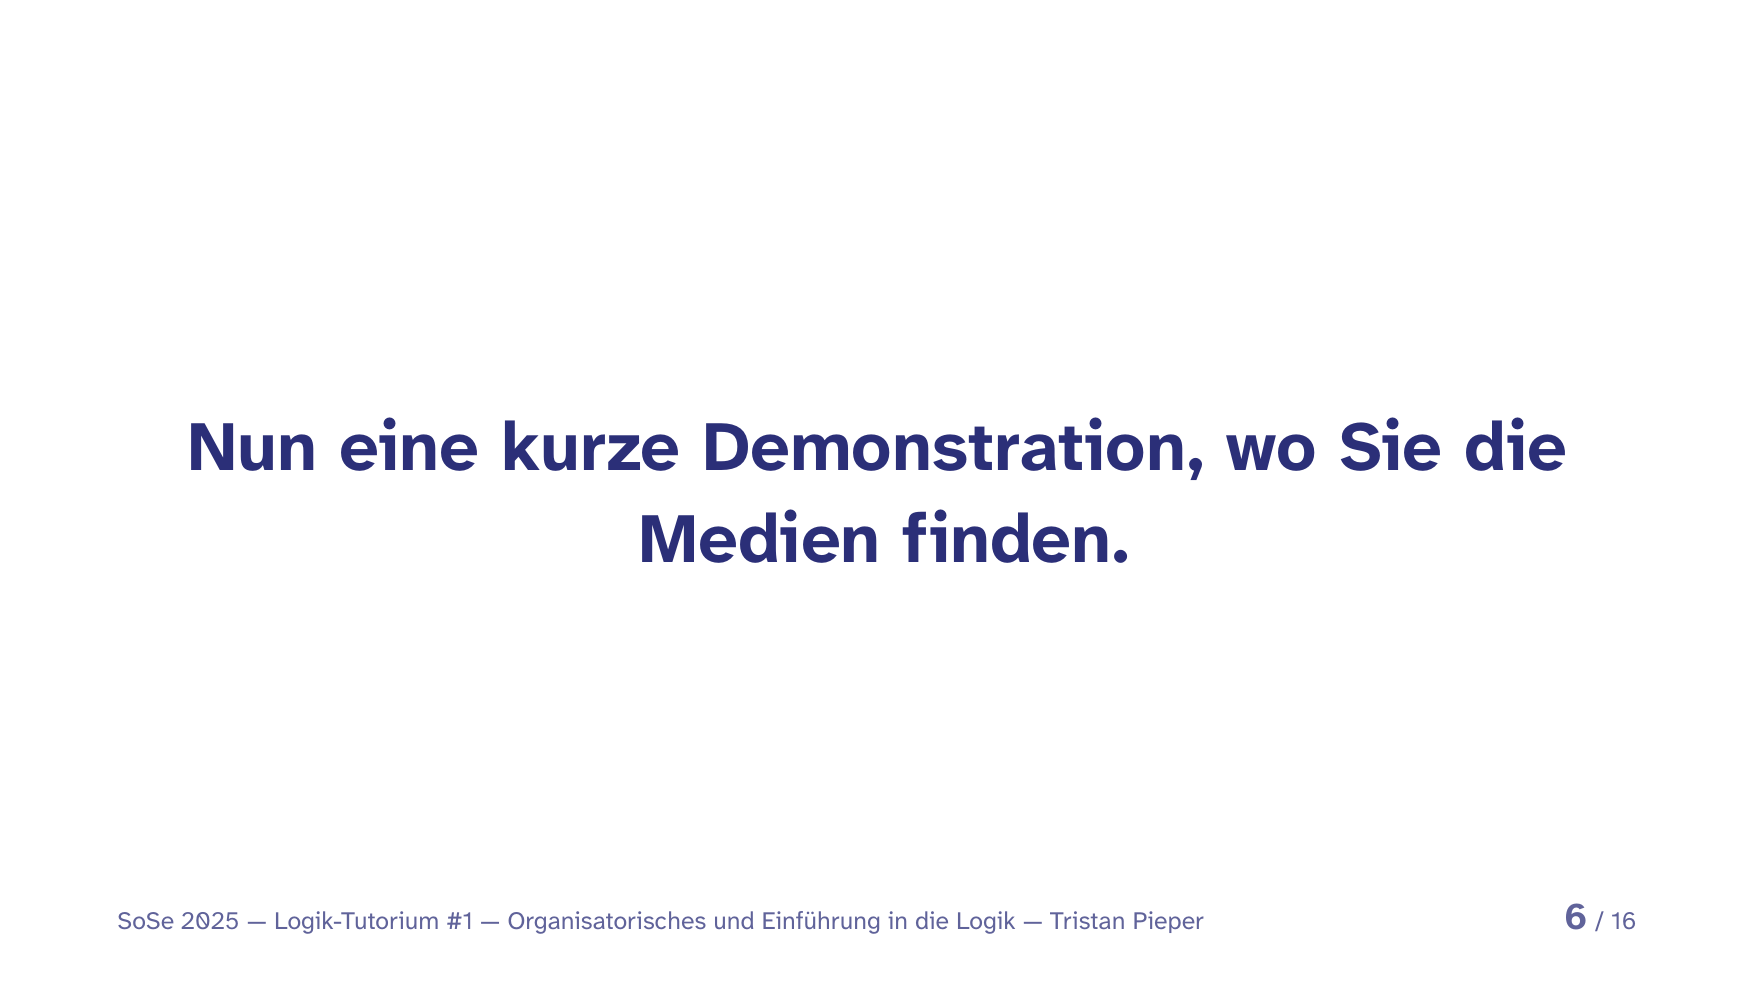 Nun eine kurze Demonstration, wo Sie die
Medien finden.
SoSe 2025 — Logik-Tutorium #1 — Organisatorisches und Einführung in die Logik — Tristan Pieper
6 / 16